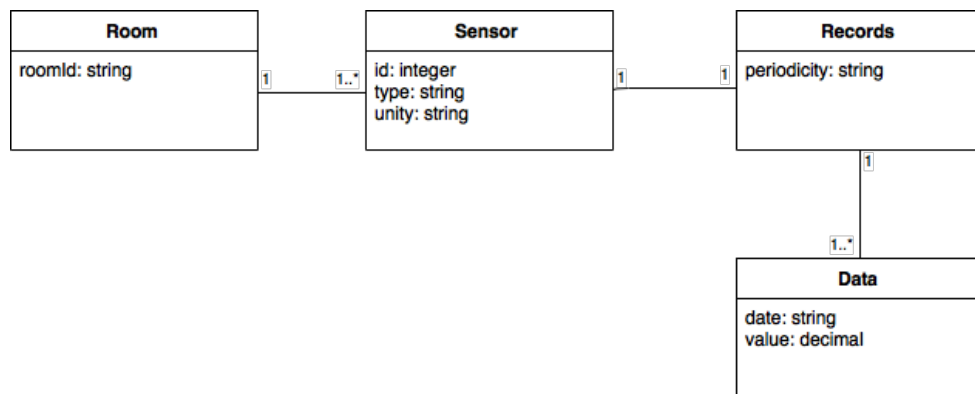 Room
roomId: string
1
1..*
Sensor
id: integer
type: string
unity: string
1
1
Records
periodicity: string
1
1..*
Data
date: string
value: decimal